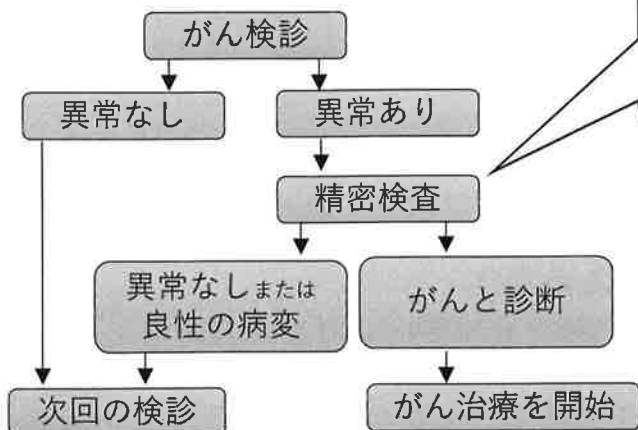 がん検診
異常なし
異常あり
精密検査
異常なしまたは
良性の病変
がんと診断
次回の検診
がん治療を開始